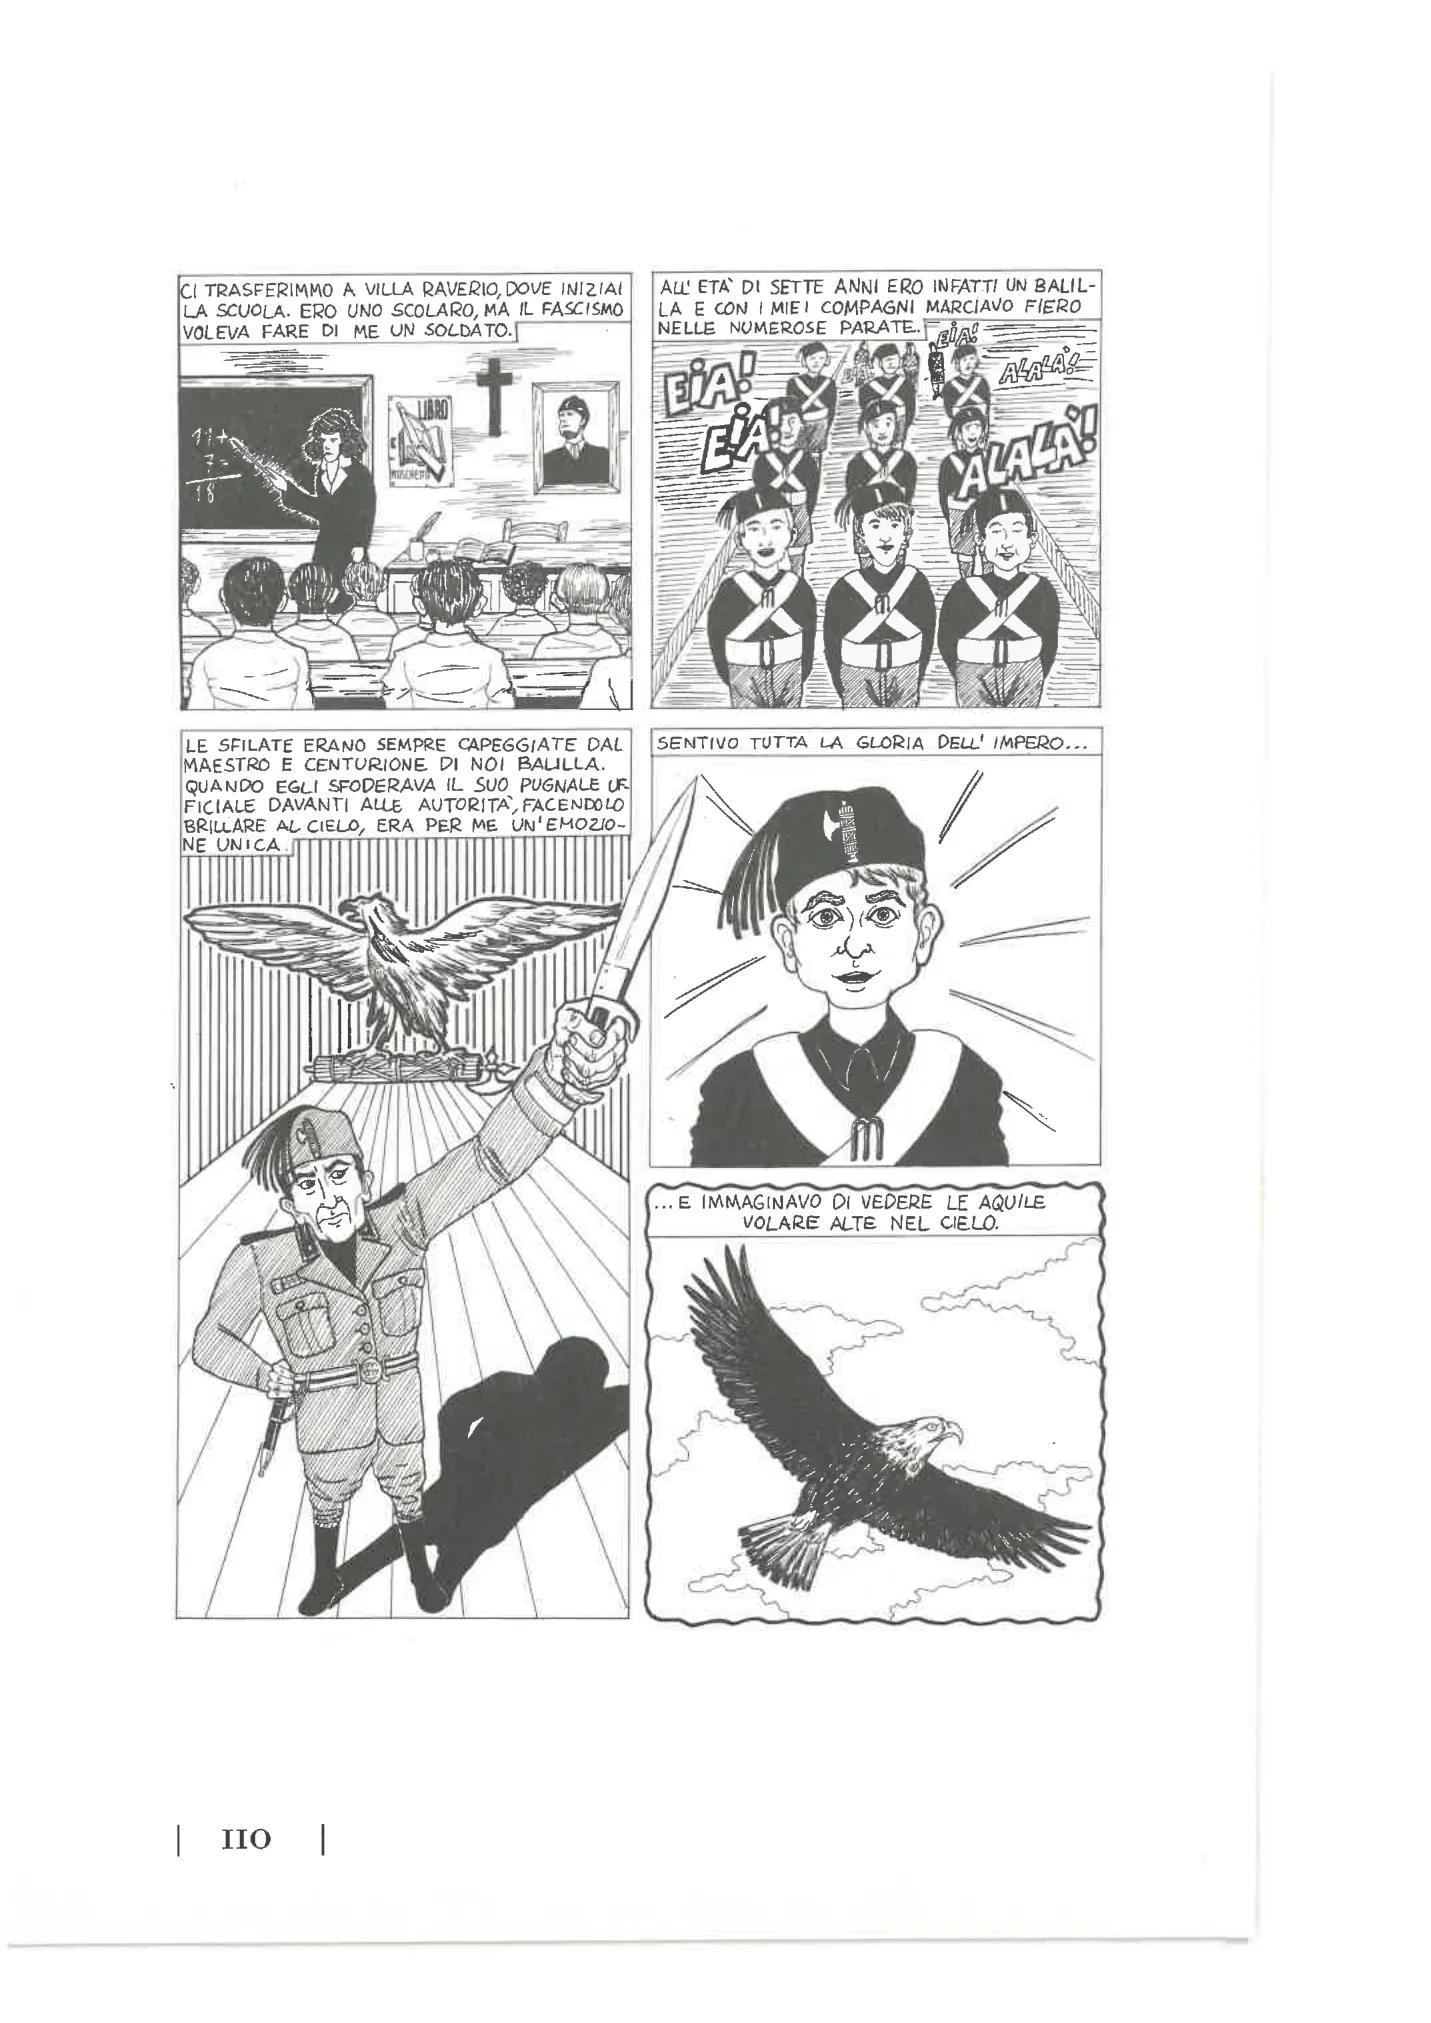 CI TRASFERIMMO A VILLA RAVERIO, DOVE INIZIAI
LA SCUOLA. ERO UNO SCOLARO, MA IL FASCISMO
VOLEVA FARE DI ME UN SOLDATO.
11+
7=
18
LIBRO
E
MOSCHETTO
ALL' ETÀ DI SETTE ANNI ERO INFATTI UN BALIL-
LA E CON I MIEI COMPAGNI MARCIAVO FIERO
NELLE NUMEROSE PARATE.
EIA!
EIA!
EIA!
EIA!
ALALÀ!
ALALÀ!
LE SFILATE ERANO SEMPRE CAPEGGIATE DAL
MAESTRO E CENTURIONE DI NOI BALILLA.
QUANDO EGLI SFODERAVA IL SUO PUGNALE UF-
FICIALE DAVANTI ALLE AUTORITÀ, FACENDOLO
BRILLARE AL CIELO, ERA PER ME UN'EMOZIO-
NE UNICA.
SENTIVO TUTTA LA GLORIA DELL' IMPERO...
...E IMMAGINAVO DI VEDERE LE AQUILE
VOLARE ALTE NEL CIELO.
| 110 |